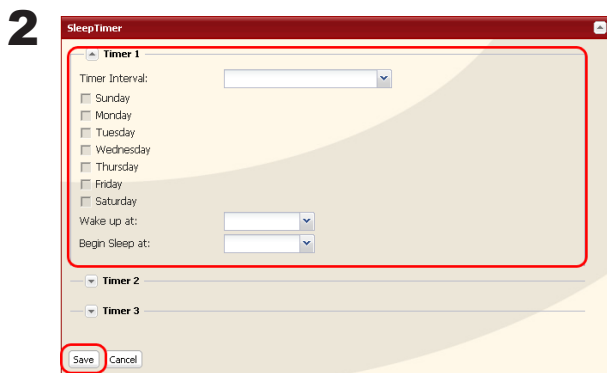 2
SleepTimer
Timer 1
Timer Interval:
Sunday
Monday
Tuesday
Wednesday
Thursday
Friday
Saturday
Wake up at:
Begin Sleep at:
Timer 2
Timer 3
Save Cancel